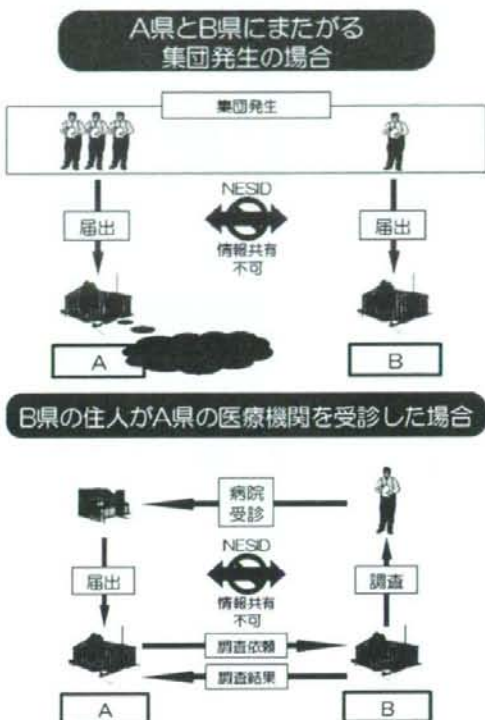 A県とB県にまたがる
集団発生の場合
集団発生
NESID
届出
届出
情報共有
不可
A
B
B県の住人がA県の医療機関を受診した場合
病院
受診
NESID
届出
調査
情報共有
不可
調査依頼
調査結果
A
B